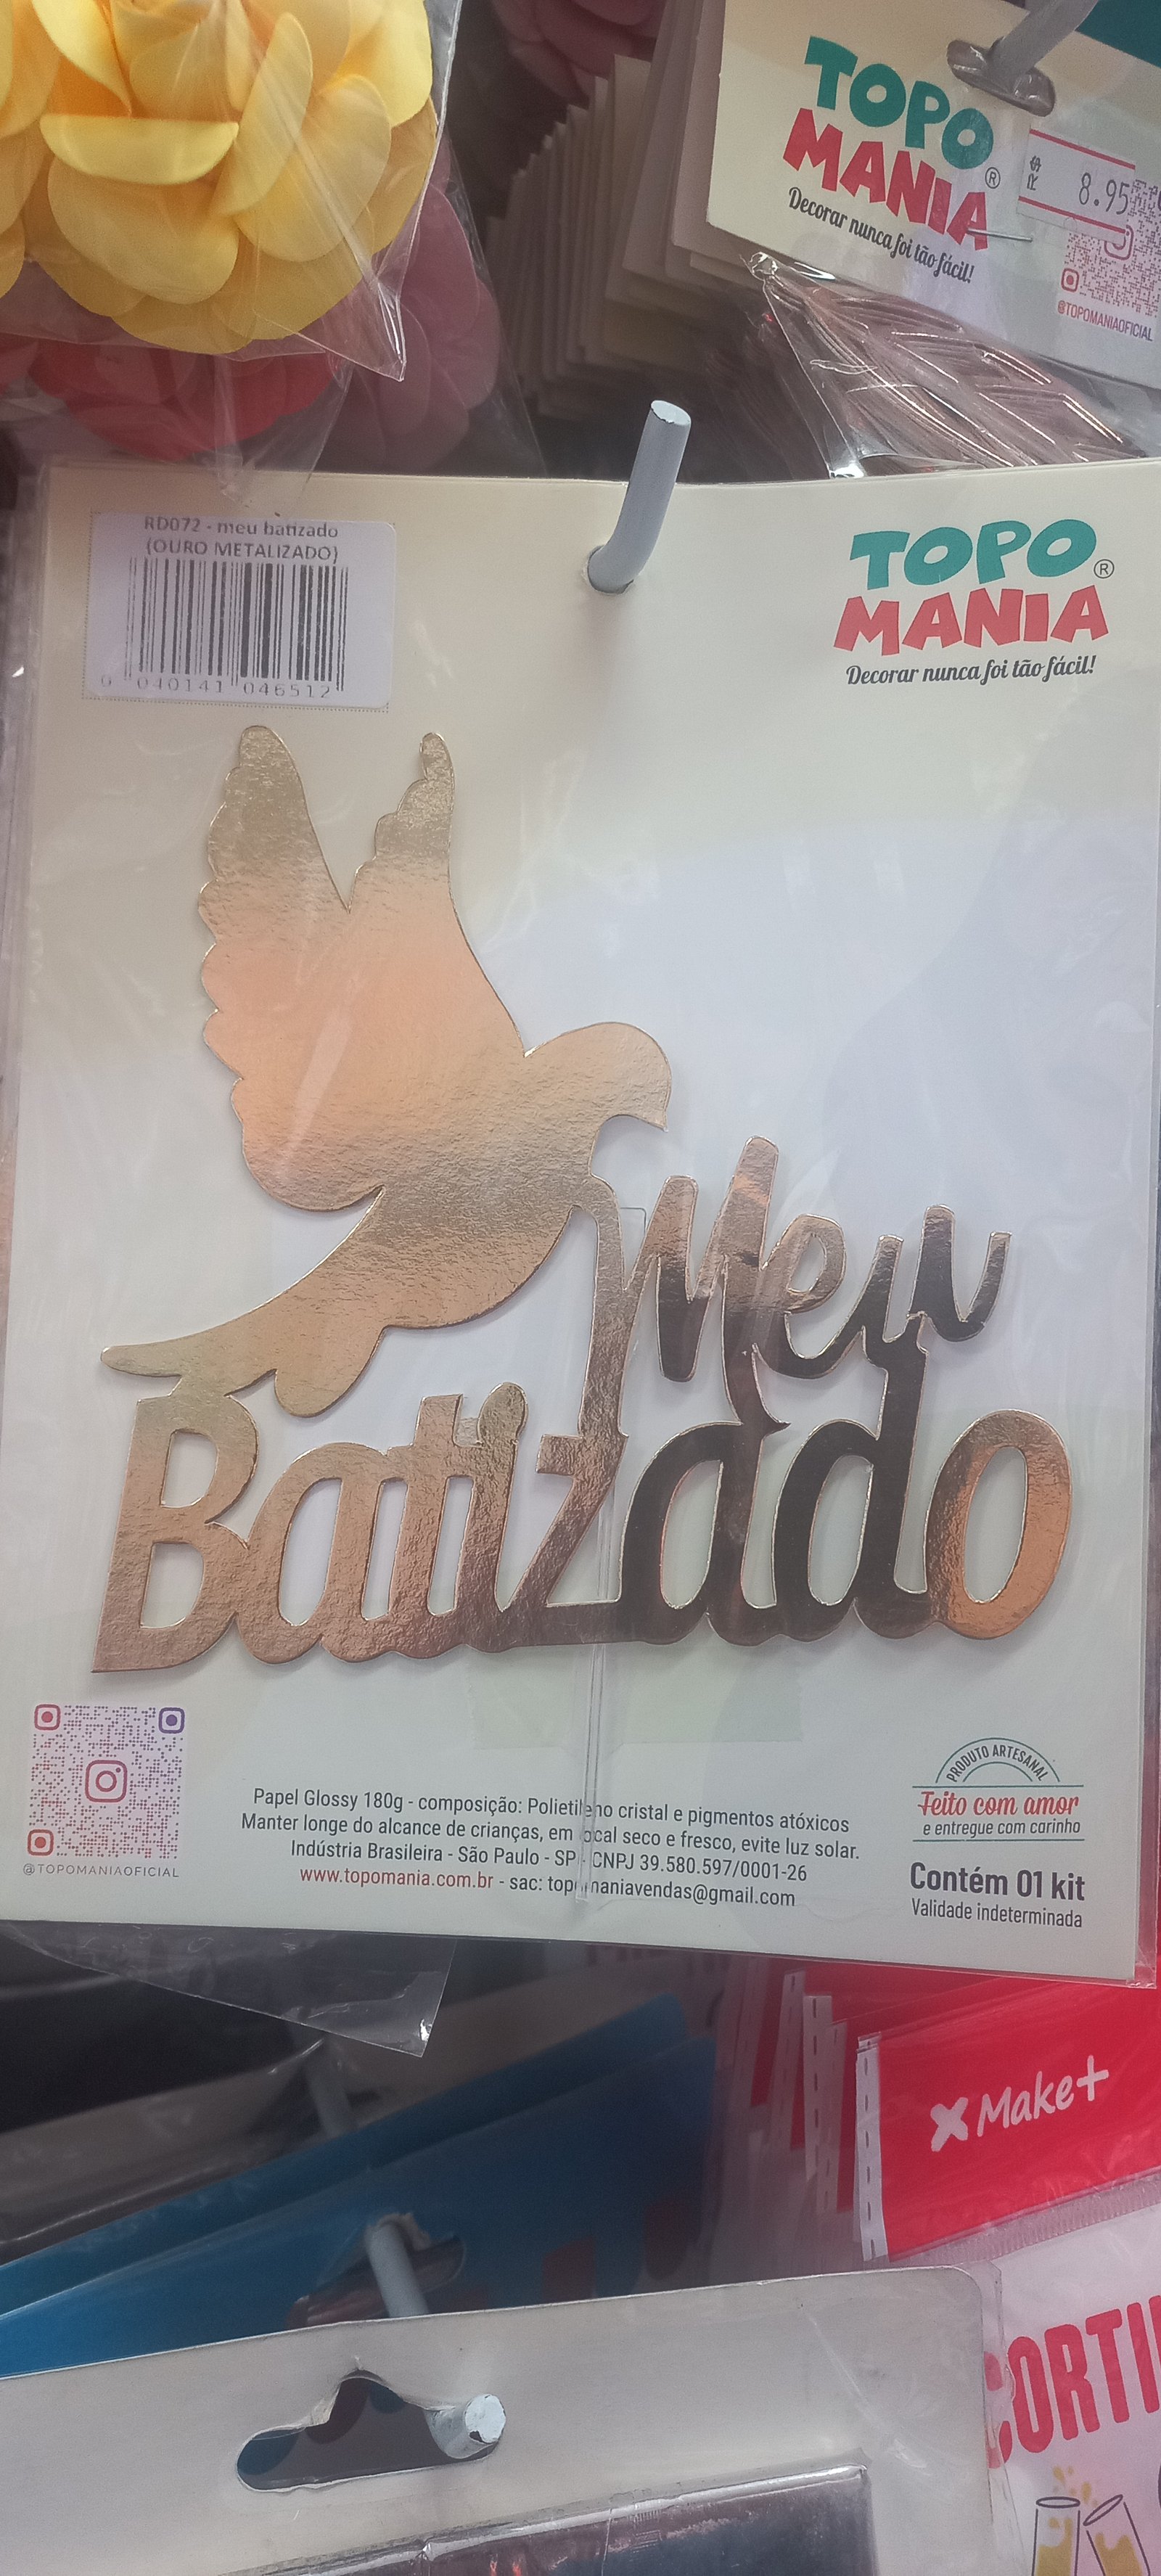 TOPO
MANIA®
Decorar nunca foi tão fácil!
R$ 8.95
@TOPOMANIAOFICIAL
RD072 - meu batizado
(OURO METALIZADO)
0 040141 046512
TOPO
MANIA®
Decorar nunca foi tão fácil!
Meu
Batizado
@TOPOMANIAOFICIAL
Papel Glossy 180g - composição: Polietileno cristal e pigmentos atóxicos
Manter longe do alcance de crianças, em local seco e fresco, evite luz solar.
Indústria Brasileira - São Paulo - SP - CNPJ 39.580.597/0001-26
www.topomania.com.br - sac: topomaniavendas@gmail.com
PRODUTO ARTESANAL
Feito com amor
e entregue com carinho
Contém 01 kit
Validade indeterminada
Make+
CORTI